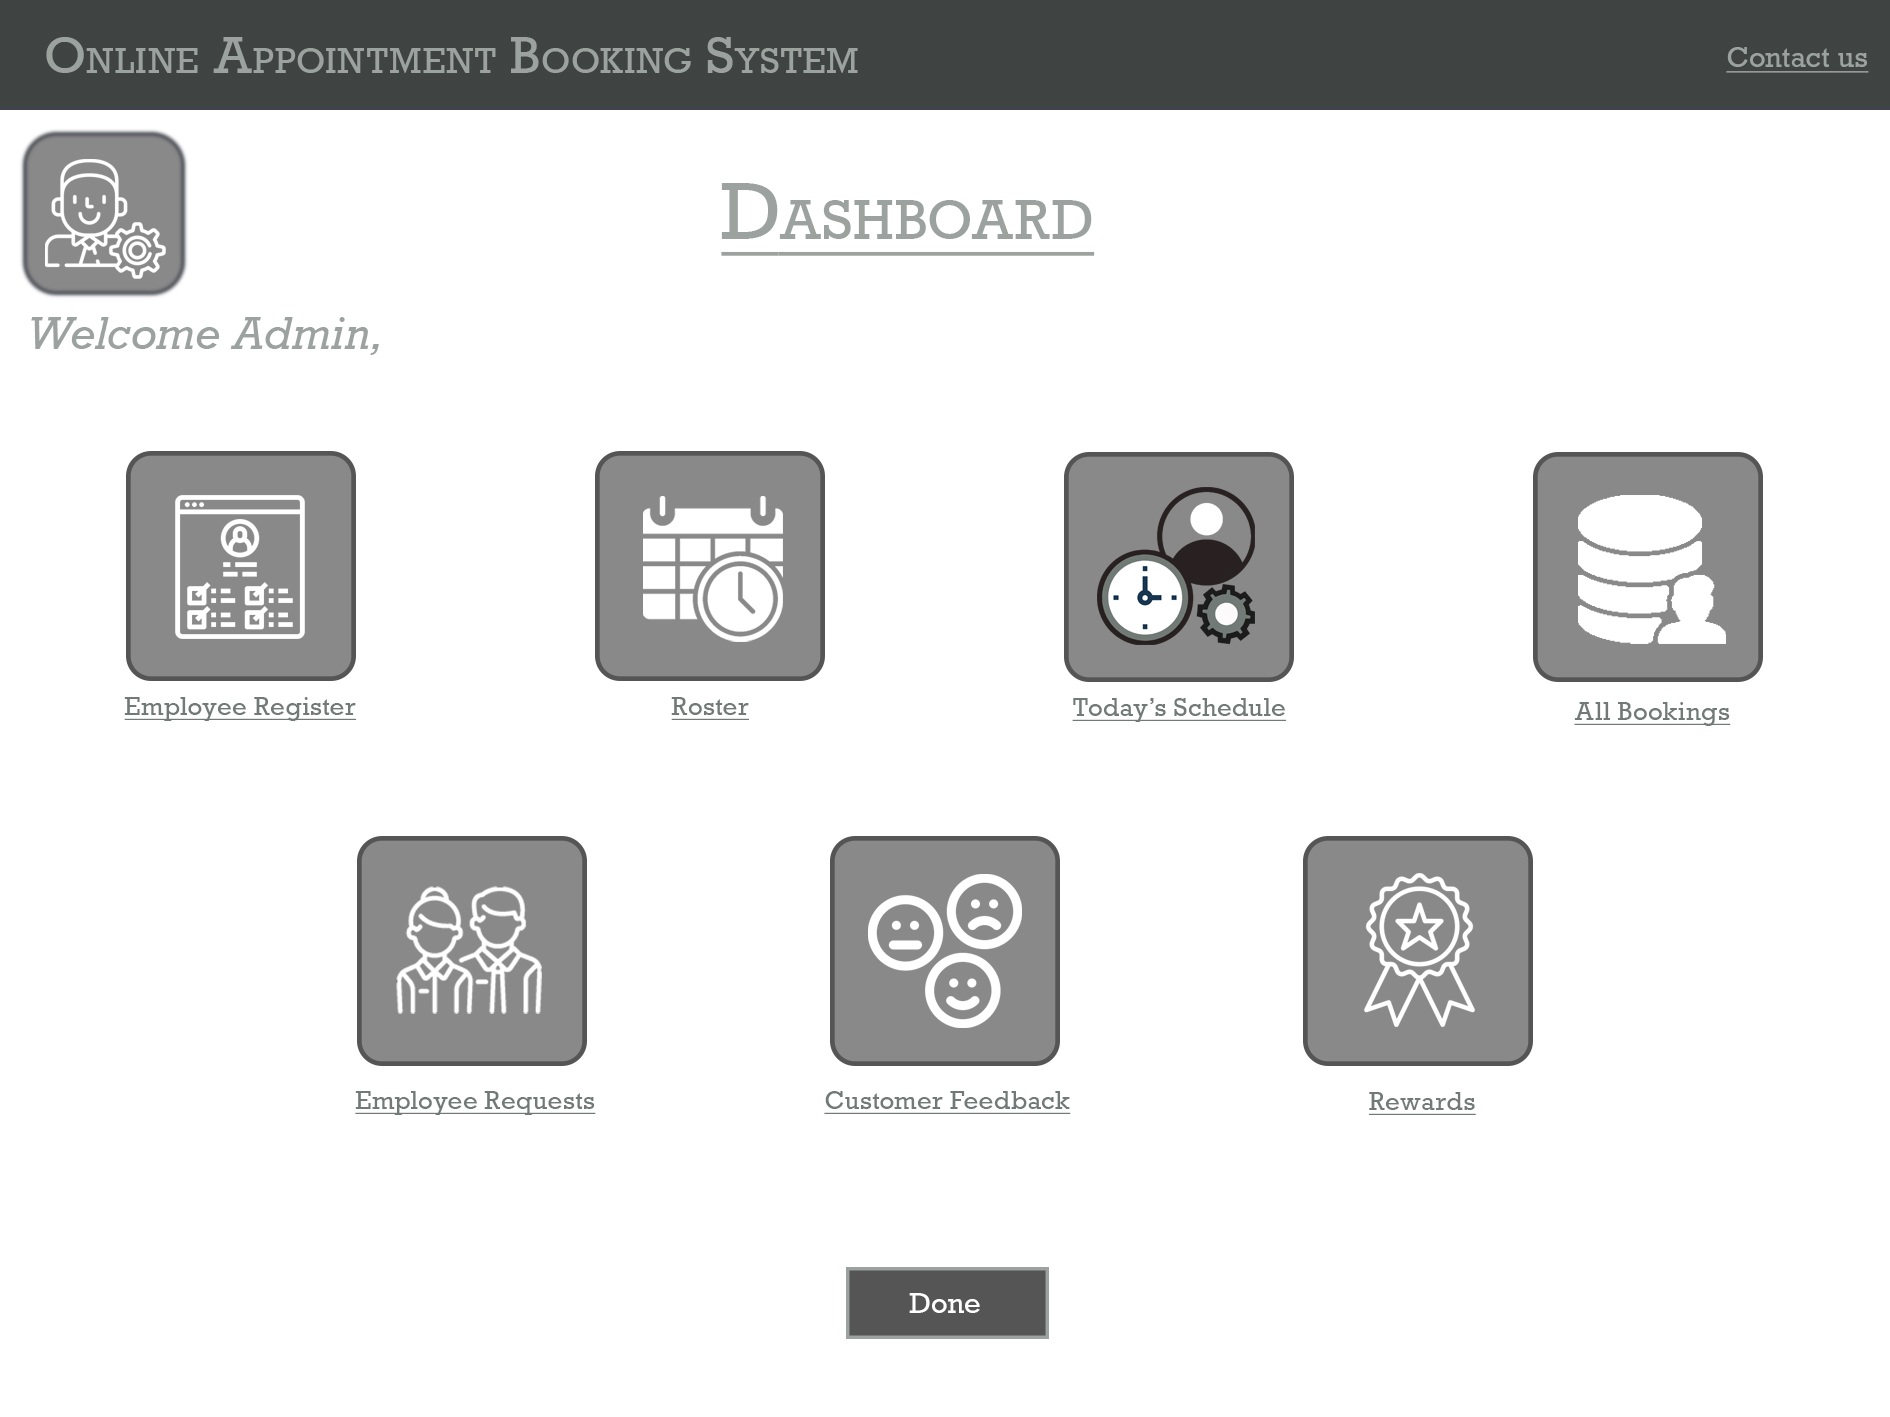 Online Appointment Booking System
Contact us
Dashboard
Welcome Admin,
Employee Register
Roster
Today’s Schedule
All Bookings
Employee Requests
Customer Feedback
Rewards
Done